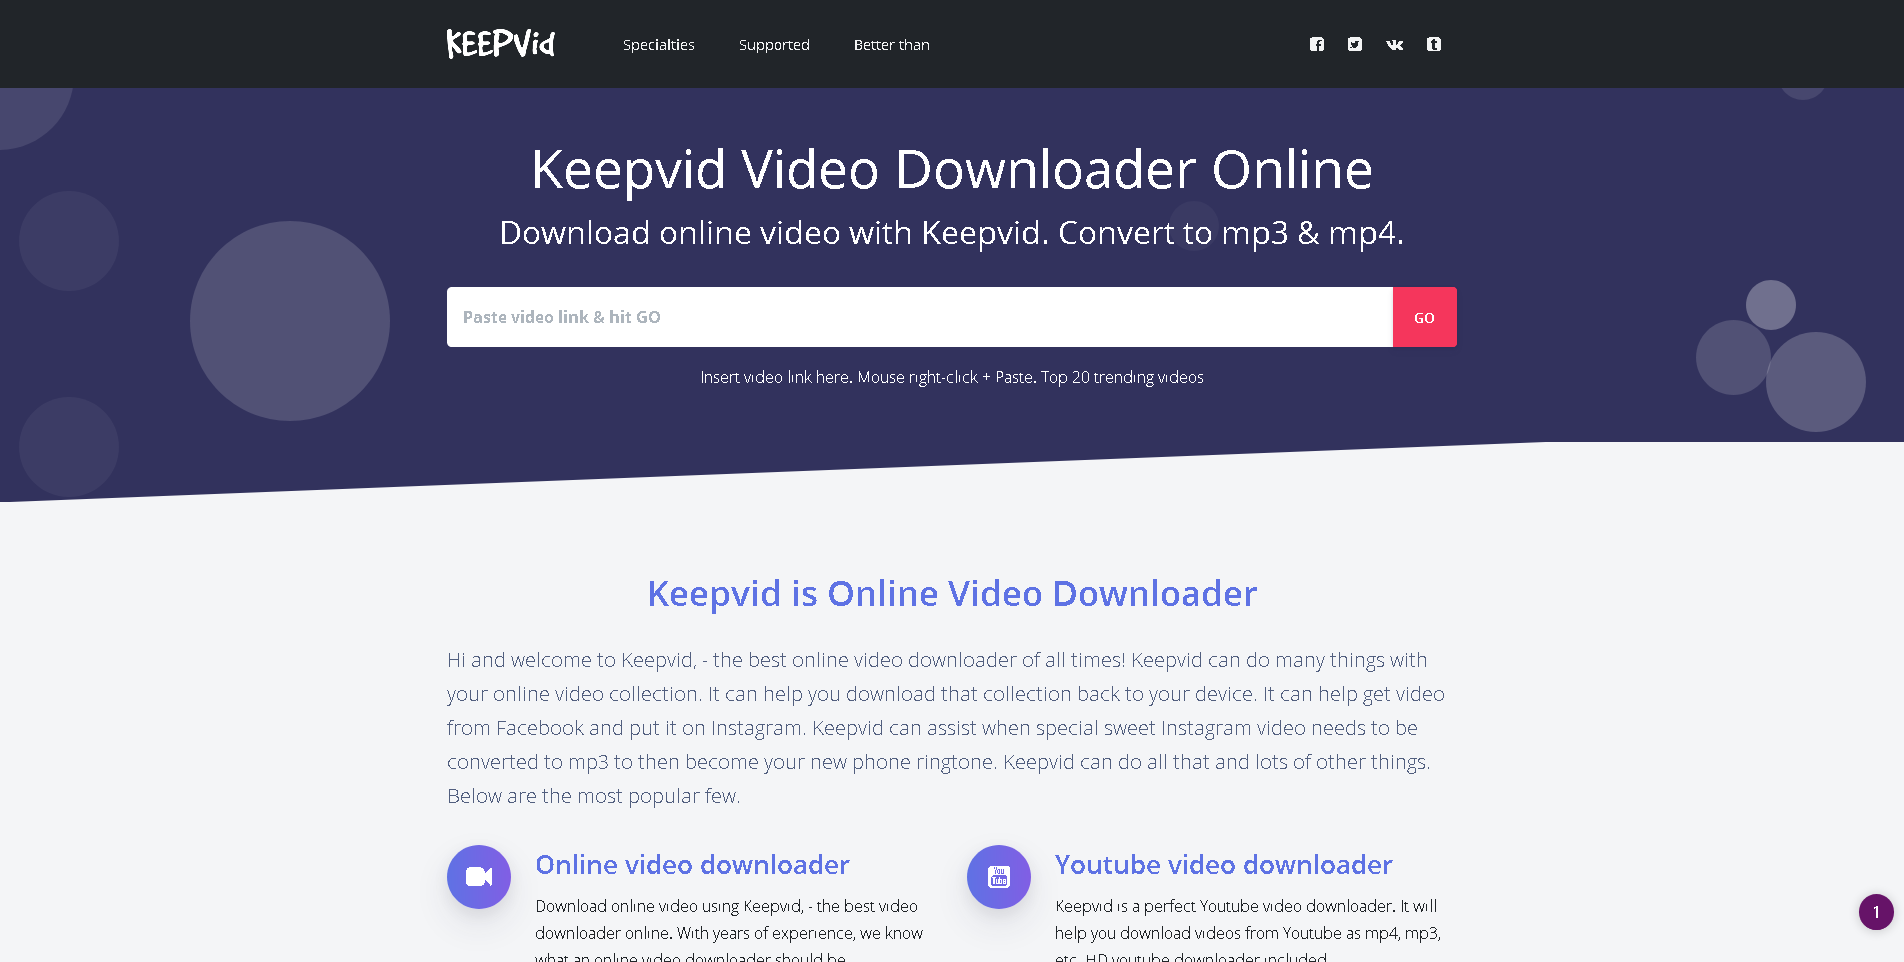 KEEPVid
Specialties
Supported
Better than
Keepvid Video Downloader Online
Download online video with Keepvid. Convert to mp3 & mp4.
Paste video link & hit GO
GO
Insert video link here. Mouse right-click + Paste. Top 20 trending videos
Keepvid is Online Video Downloader
Hi and welcome to Keepvid, - the best online video downloader of all times! Keepvid can do many things with
your online video collection. It can help you download that collection back to your device. It can help get video
from Facebook and put it on Instagram. Keepvid can assist when special sweet Instagram video needs to be
converted to mp3 to then become your new phone ringtone. Keepvid can do all that and lots of other things.
Below are the most popular few.
Online video downloader
Download online video using Keepvid, - the best video
downloader online. With years of experience, we know
what an online video downloader should be
You
Tube
Youtube video downloader
Keepvid is a perfect Youtube video downloader. It will
help you download videos from Youtube as mp4, mp3,
etc. HD youtube downloader included
1